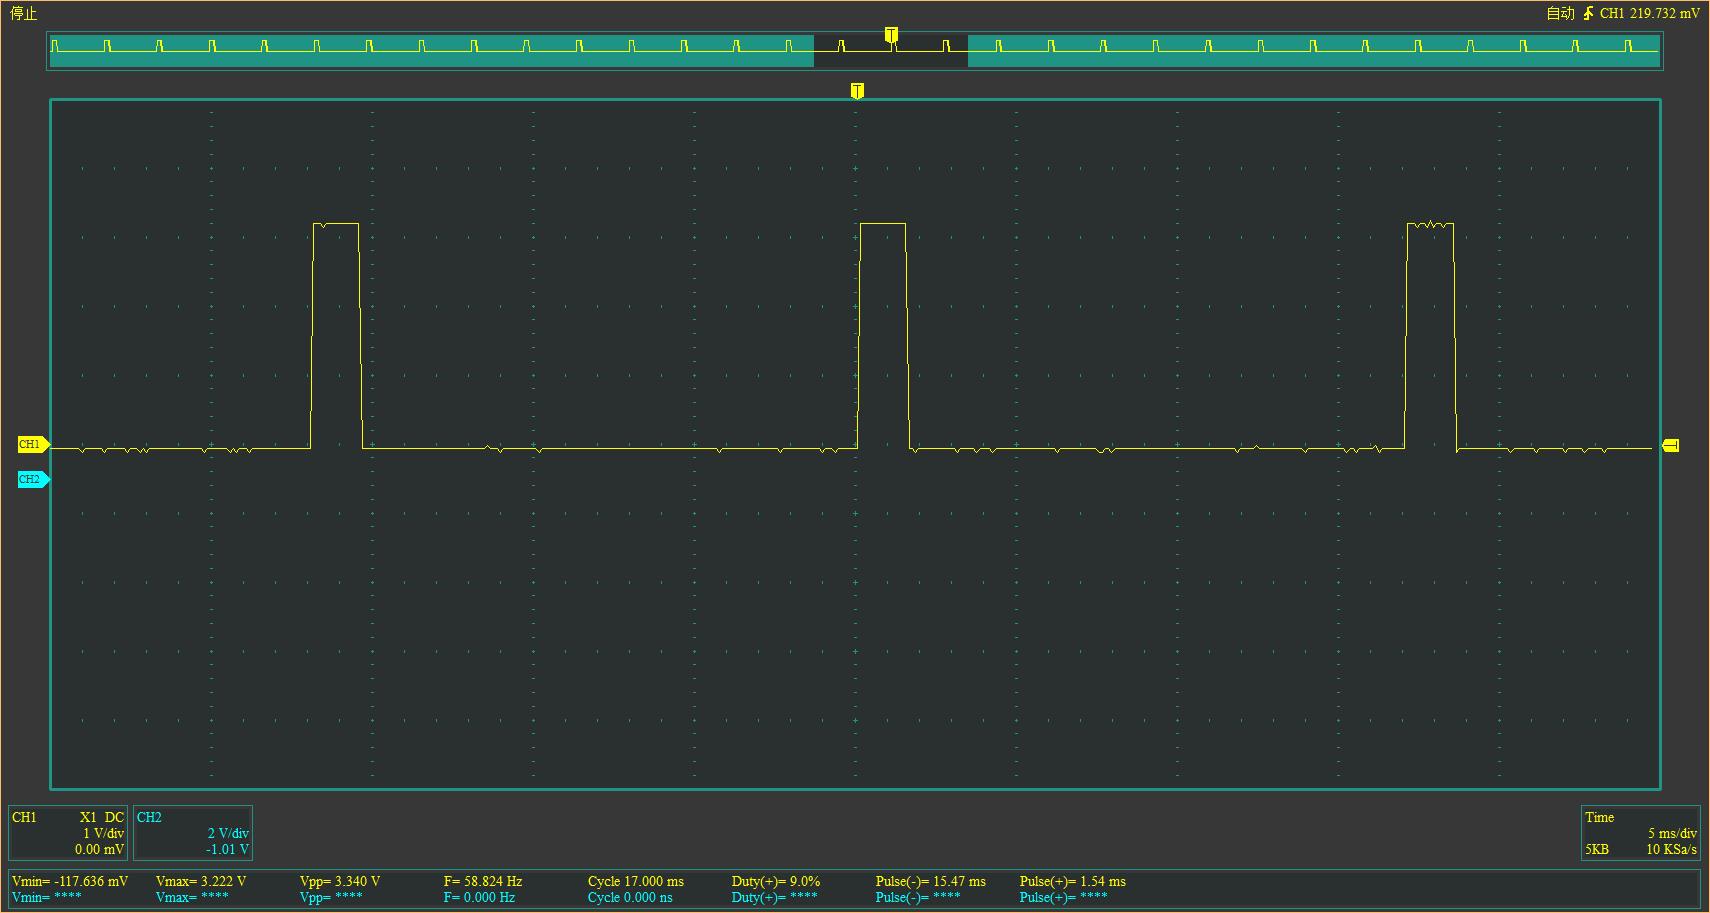 停止
自动 CH1 219.732 mV
T
T
CH1
CH2
CH1 X1 DC
1 V/div
0.00 mV
CH2
2 V/div
-1.01 V
Time
5 ms/div
5KB 10 KSa/s
Vmin= -117.636 mV Vmax= 3.222 V Vpp= 3.340 V F= 58.824 Hz Cycle 17.000 ms Duty(+)= 9.0% Pulse(-)= 15.47 ms Pulse(+)= 1.54 ms
Vmin= **** Vmax= **** Vpp= **** F= 0.000 Hz Cycle 0.000 ns Duty(+)= **** Pulse(-)= **** Pulse(+)= ****